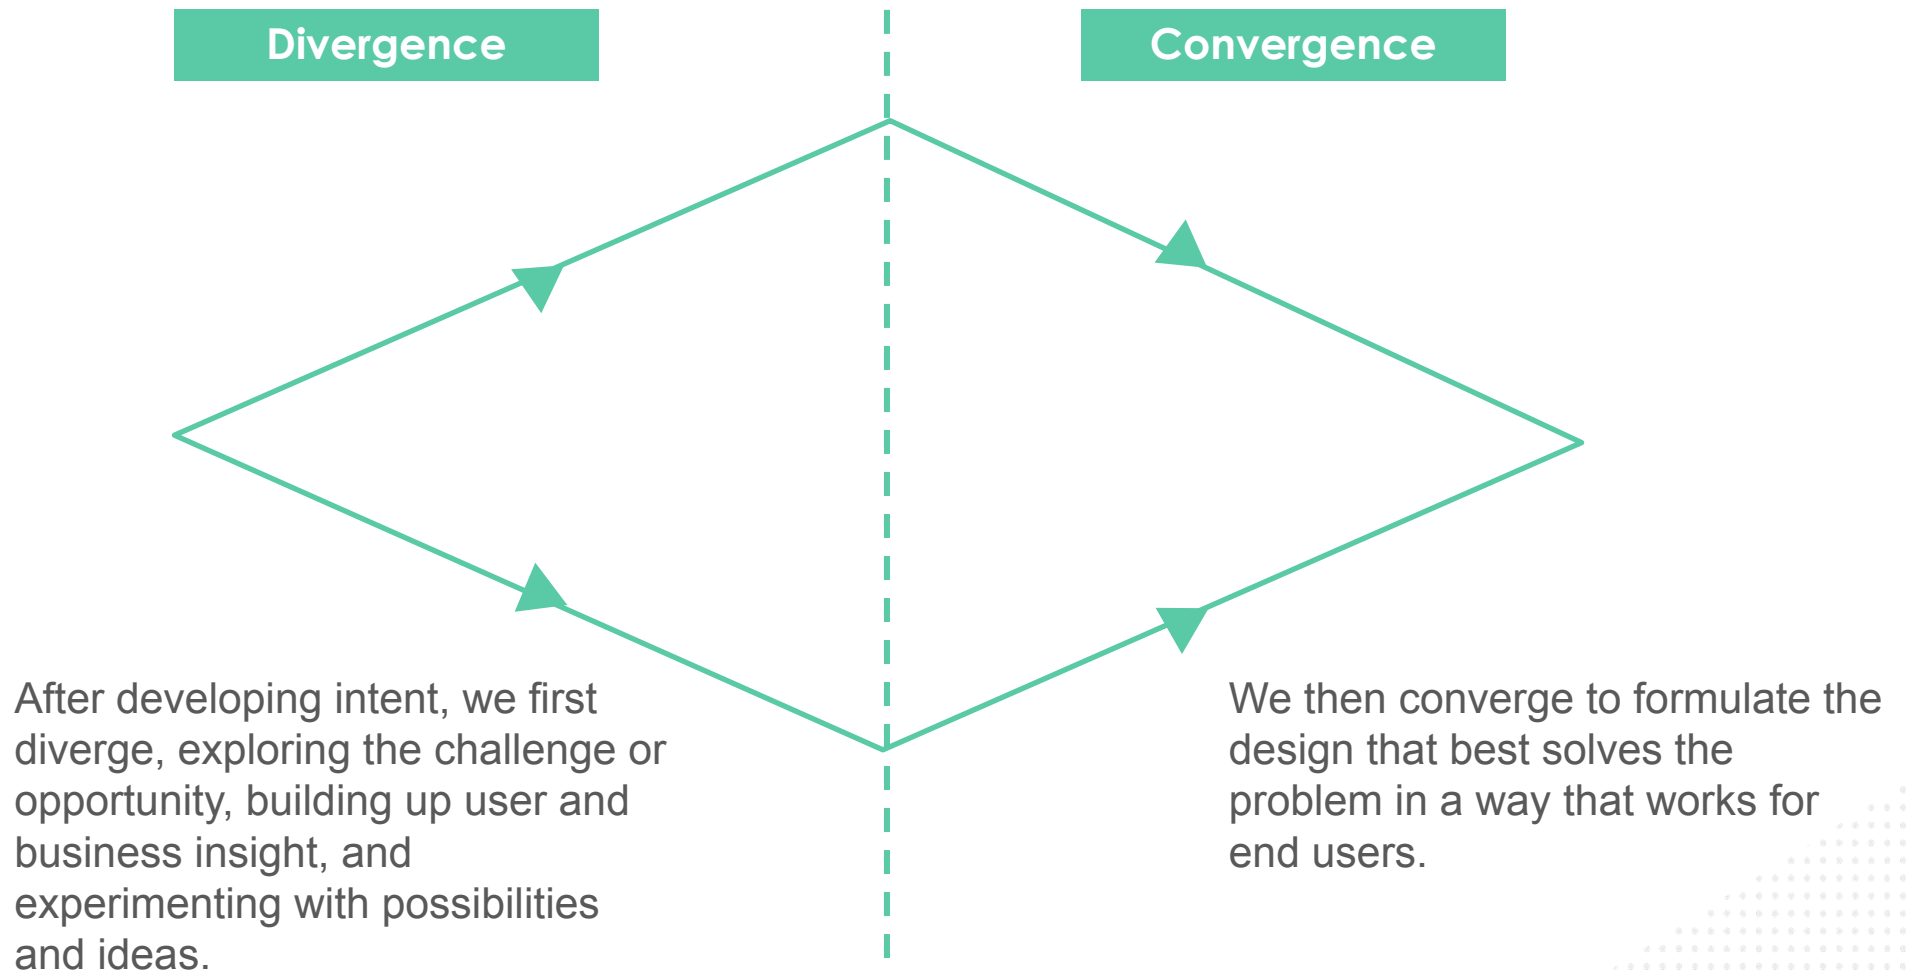 Divergence
Convergence
After developing intent, we first
diverge, exploring the challenge or
opportunity, building up user and
business insight, and
experimenting with possibilities
and ideas.
We then converge to formulate the
design that best solves the
problem in a way that works for
end users.